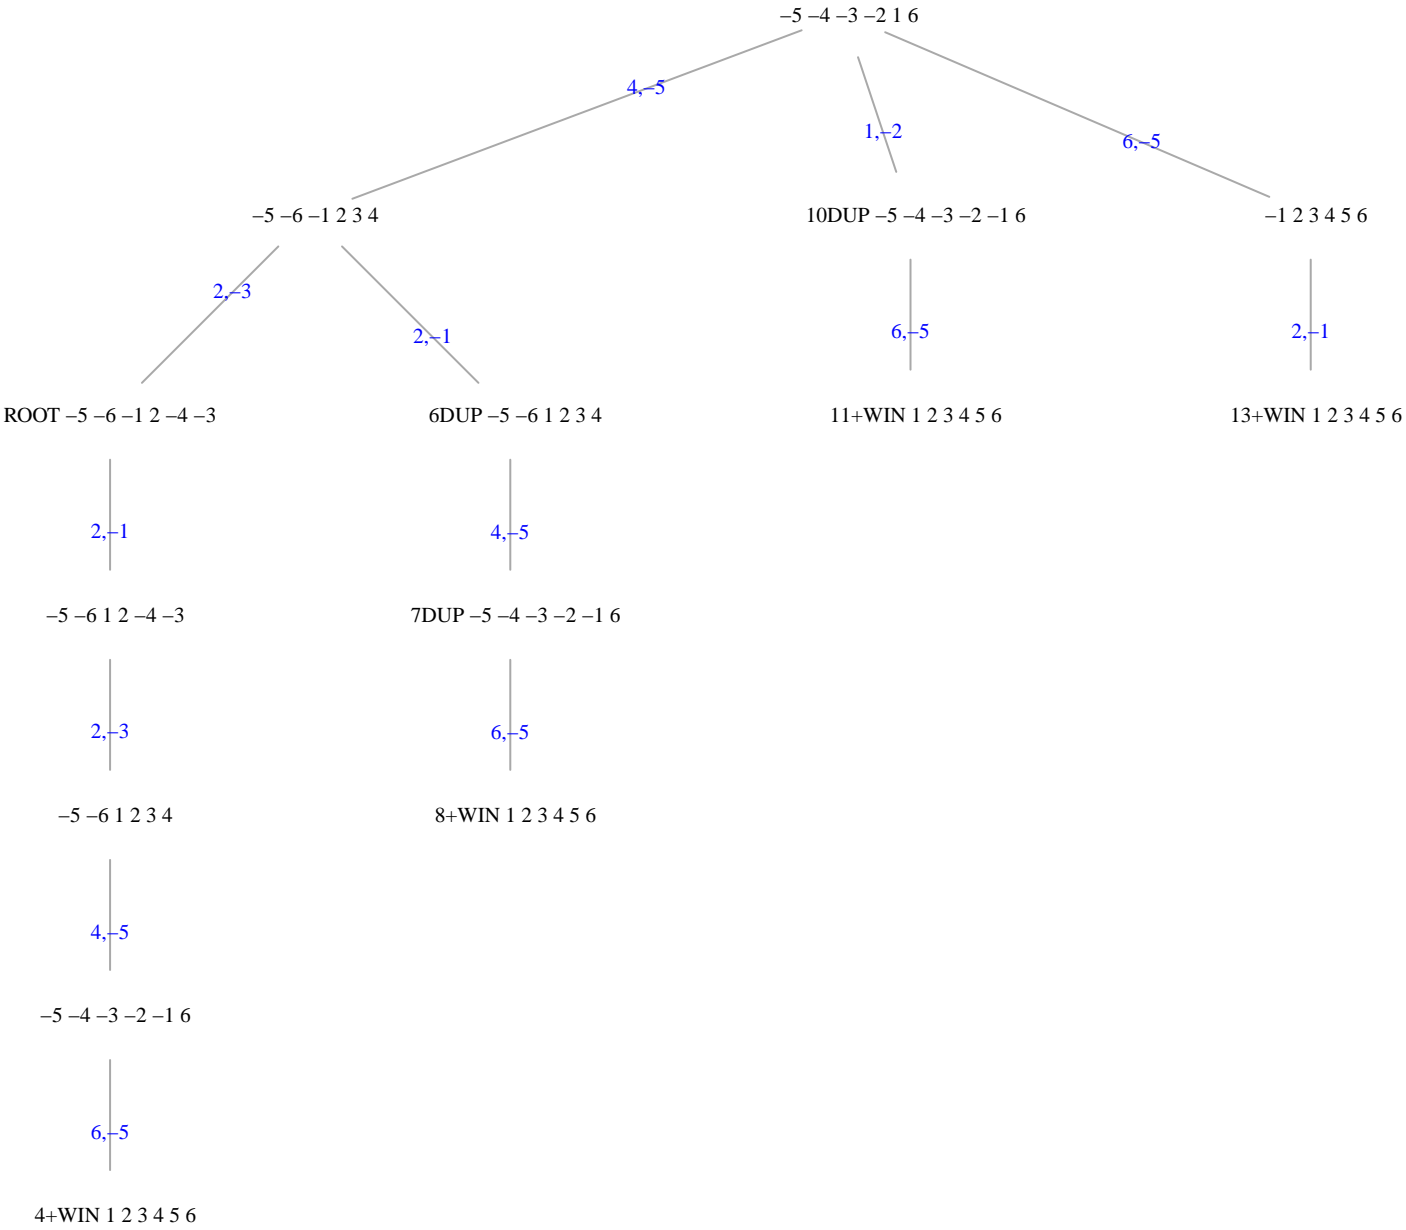 –5 –4 –3 –2 1 6
4,–5
1,–2
6,–5
–5 –6 –1 2 3 4
10DUP –5 –4 –3 –2 –1 6
–1 2 3 4 5 6
2,–3
2,–1
6,–5
2,–1
ROOT –5 –6 –1 2 –4 –3
6DUP –5 –6 1 2 3 4
11+WIN 1 2 3 4 5 6
13+WIN 1 2 3 4 5 6
2,–1
4,–5
–5 –6 1 2 –4 –3
7DUP –5 –4 –3 –2 –1 6
2,–3
6,–5
–5 –6 1 2 3 4
8+WIN 1 2 3 4 5 6
4,–5
–5 –4 –3 –2 –1 6
6,–5
4+WIN 1 2 3 4 5 6